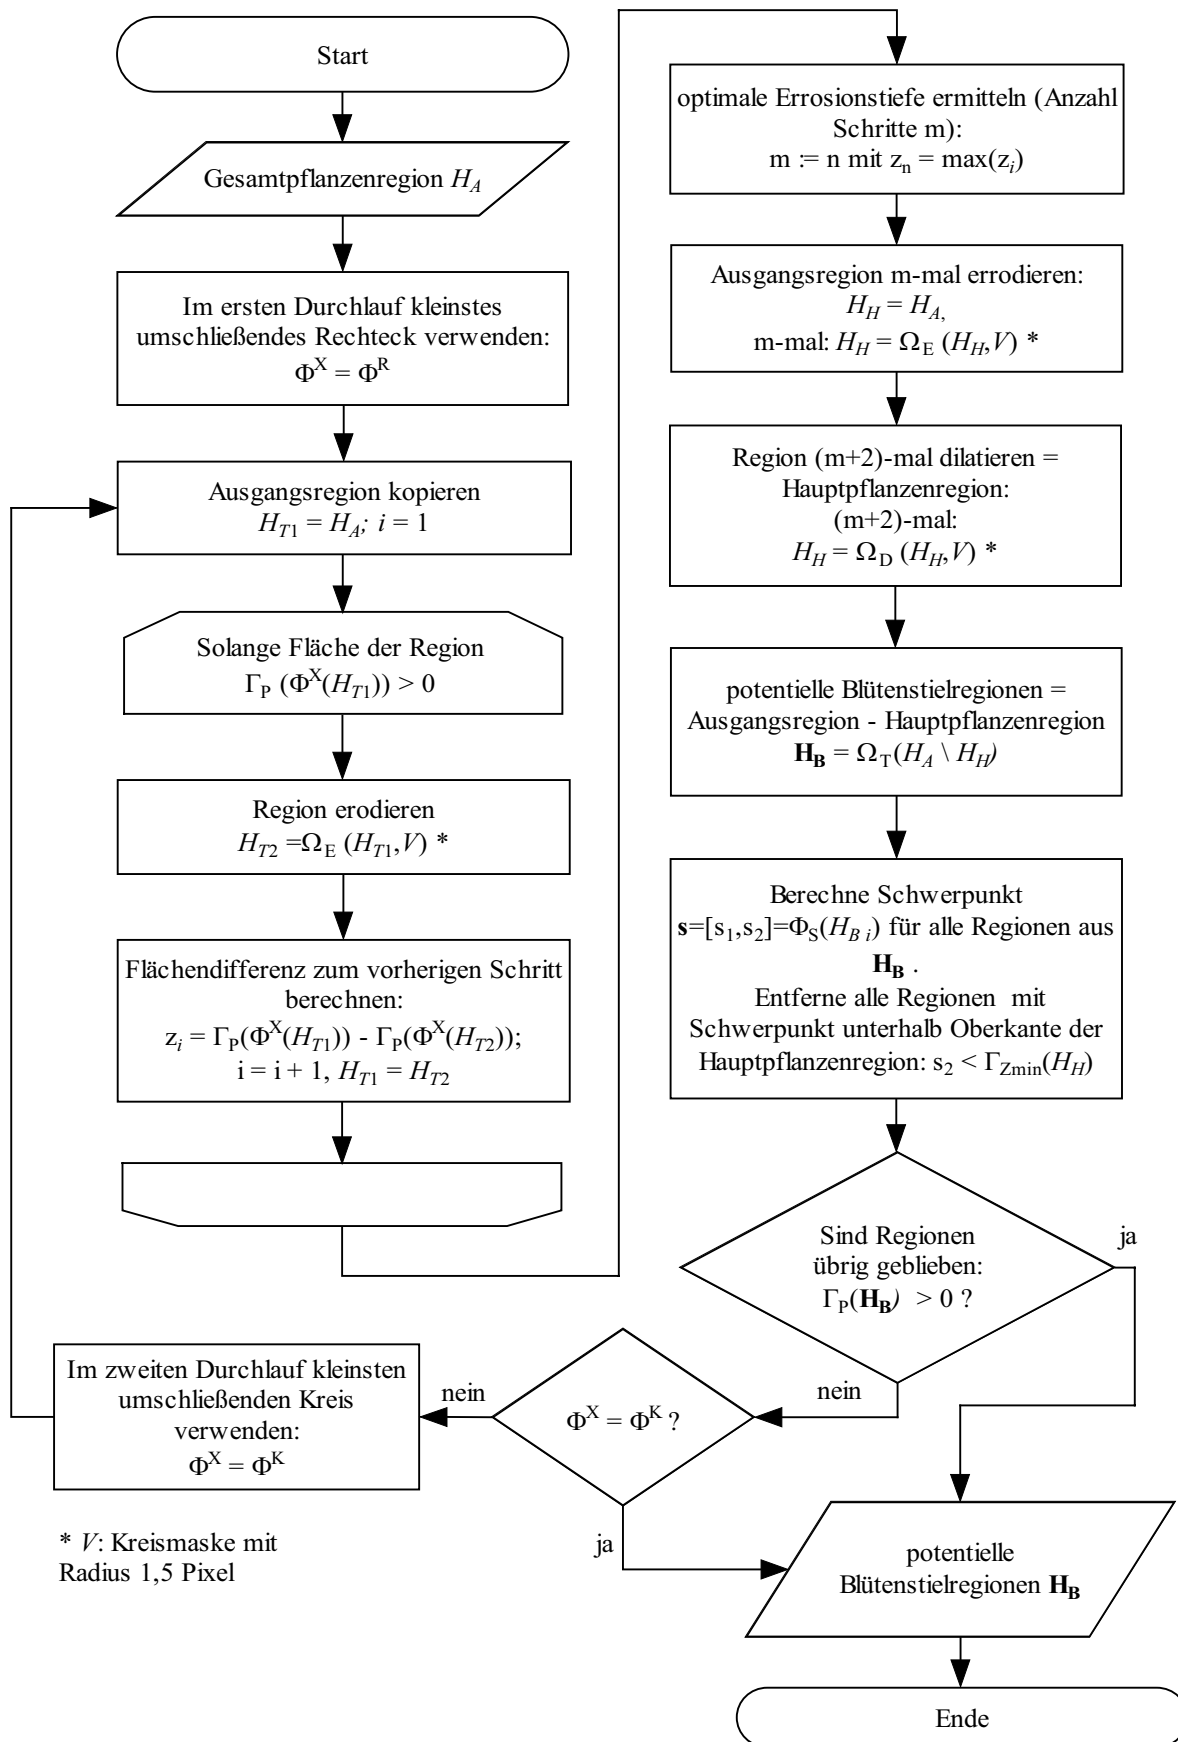 Start
Gesamtpflanzenregion H_A
Im ersten Durchlauf kleinstes
umschließendes Rechteck verwenden:
Φ^X = Φ^R
Ausgangsregion kopieren
H_T1 = H_A; i = 1
Solange Fläche der Region
Γ_P (Φ^X(H_T1)) > 0
Region erodieren
H_T2 =Ω_E (H_T1,V) *
Flächendifferenz zum vorherigen Schritt
berechnen:
z_i = Γ_P(Φ^X(H_T1)) - Γ_P(Φ^X(H_T2));
i = i + 1, H_T1 = H_T2
optimale Errosionstiefe ermitteln (Anzahl
Schritte m):
m := n mit z_n = max(z_i)
Ausgangsregion m-mal errodieren:
H_H = H_A,
m-mal: H_H = Ω_E (H_H,V) *
Region (m+2)-mal dilatieren =
Hauptpflanzenregion:
(m+2)-mal:
H_H = Ω_D (H_H,V) *
potentielle Blütenstielregionen =
Ausgangsregion - Hauptpflanzenregion
H_B = Ω_T(H_A \ H_H)
Berechne Schwerpunkt
s=[s_1,s_2]=Φ_S(H_B i) für alle Regionen aus
H_B .
Entferne alle Regionen mit
Schwerpunkt unterhalb Oberkante der
Hauptpflanzenregion: s_2 < Γ_Zmin(H_H)
Sind Regionen
übrig geblieben:
Γ_P(H_B) > 0 ?
ja
nein
Φ^X = Φ^K ?
nein
ja
Im zweiten Durchlauf kleinsten
umschließenden Kreis
verwenden:
Φ^X = Φ^K
* V: Kreismaske mit
Radius 1,5 Pixel
potentielle
Blütenstielregionen H_B
Ende